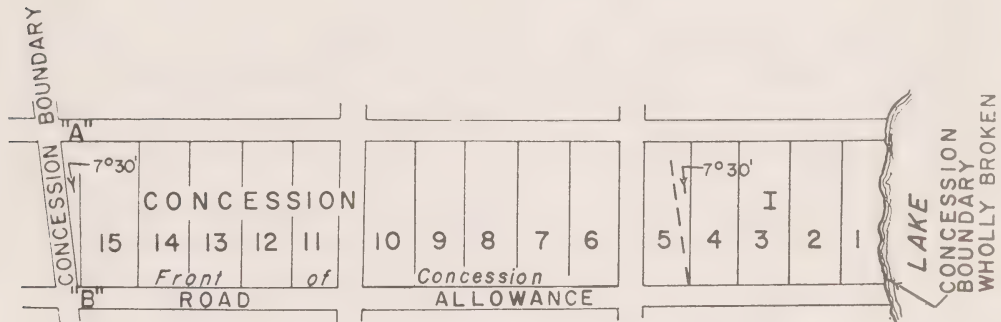 BOUNDARY
CONCESSION
"A"
7°30'
7°30'
CONCESSION I
15 14 13 12 11 10 9 8 7 6 5 4 3 2 1
Front of Concession
"B"
ROAD ALLOWANCE
LAKE
CONCESSION
BOUNDARY
WHOLLY BROKEN